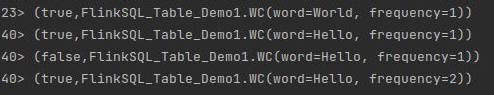 23> (true,FlinkSQL_Table_Demo1.WC(word=World, frequency=1))
40> (true,FlinkSQL_Table_Demo1.WC(word=Hello, frequency=1))
40> (false,FlinkSQL_Table_Demo1.WC(word=Hello, frequency=1))
40> (true,FlinkSQL_Table_Demo1.WC(word=Hello, frequency=2))